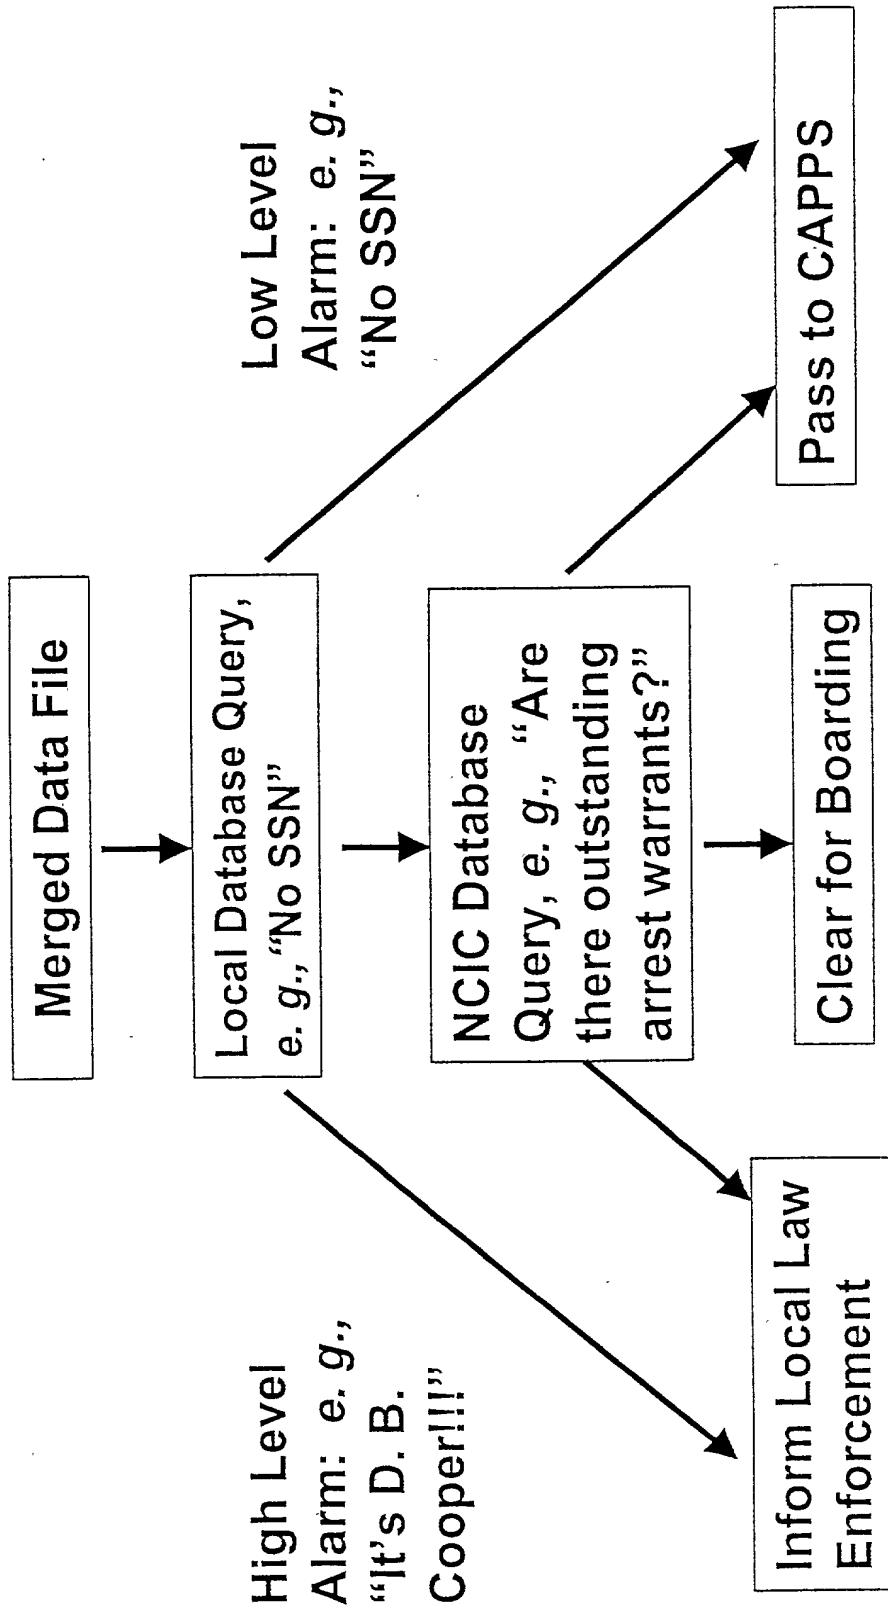 Merged Data File
Local Database Query,
e. g., “No SSN”
High Level
Alarm: e. g.,
“It’s D. B.
Cooper!!!”
Low Level
Alarm: e. g.,
“No SSN”
NCIC Database
Query, e. g., “Are
there outstanding
arrest warrants?”
Inform Local Law
Enforcement
Clear for Boarding
Pass to CAPPS